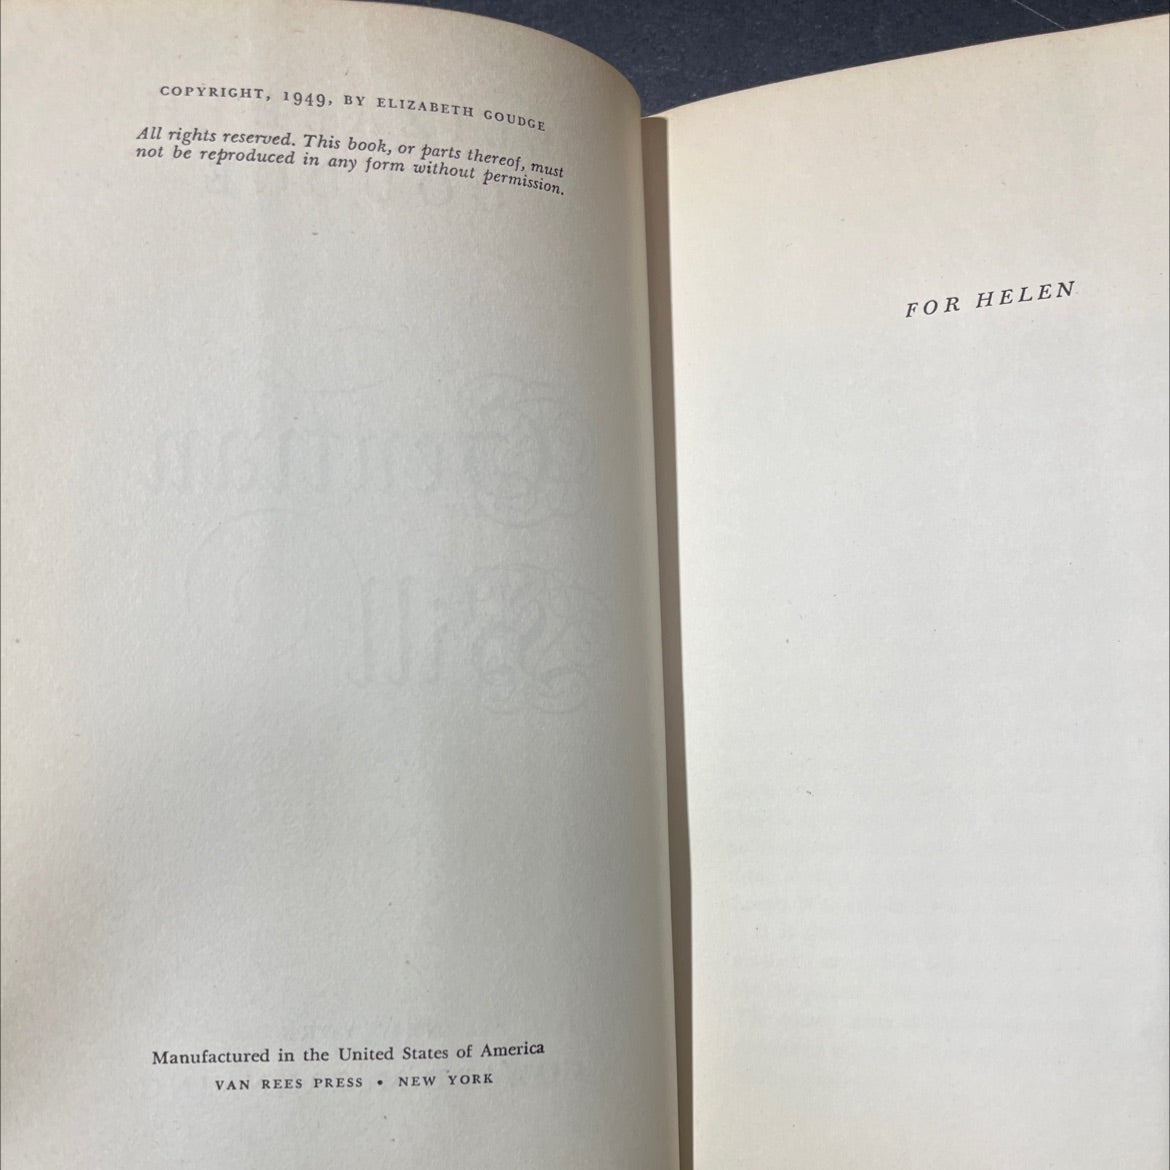 COPYRIGHT, 1949, BY ELIZABETH GOUDGE
All rights reserved. This book, or parts thereof, must
not be reproduced in any form without permission.
Manufactured in the United States of America
VAN REES PRESS • NEW YORK
FOR HELEN